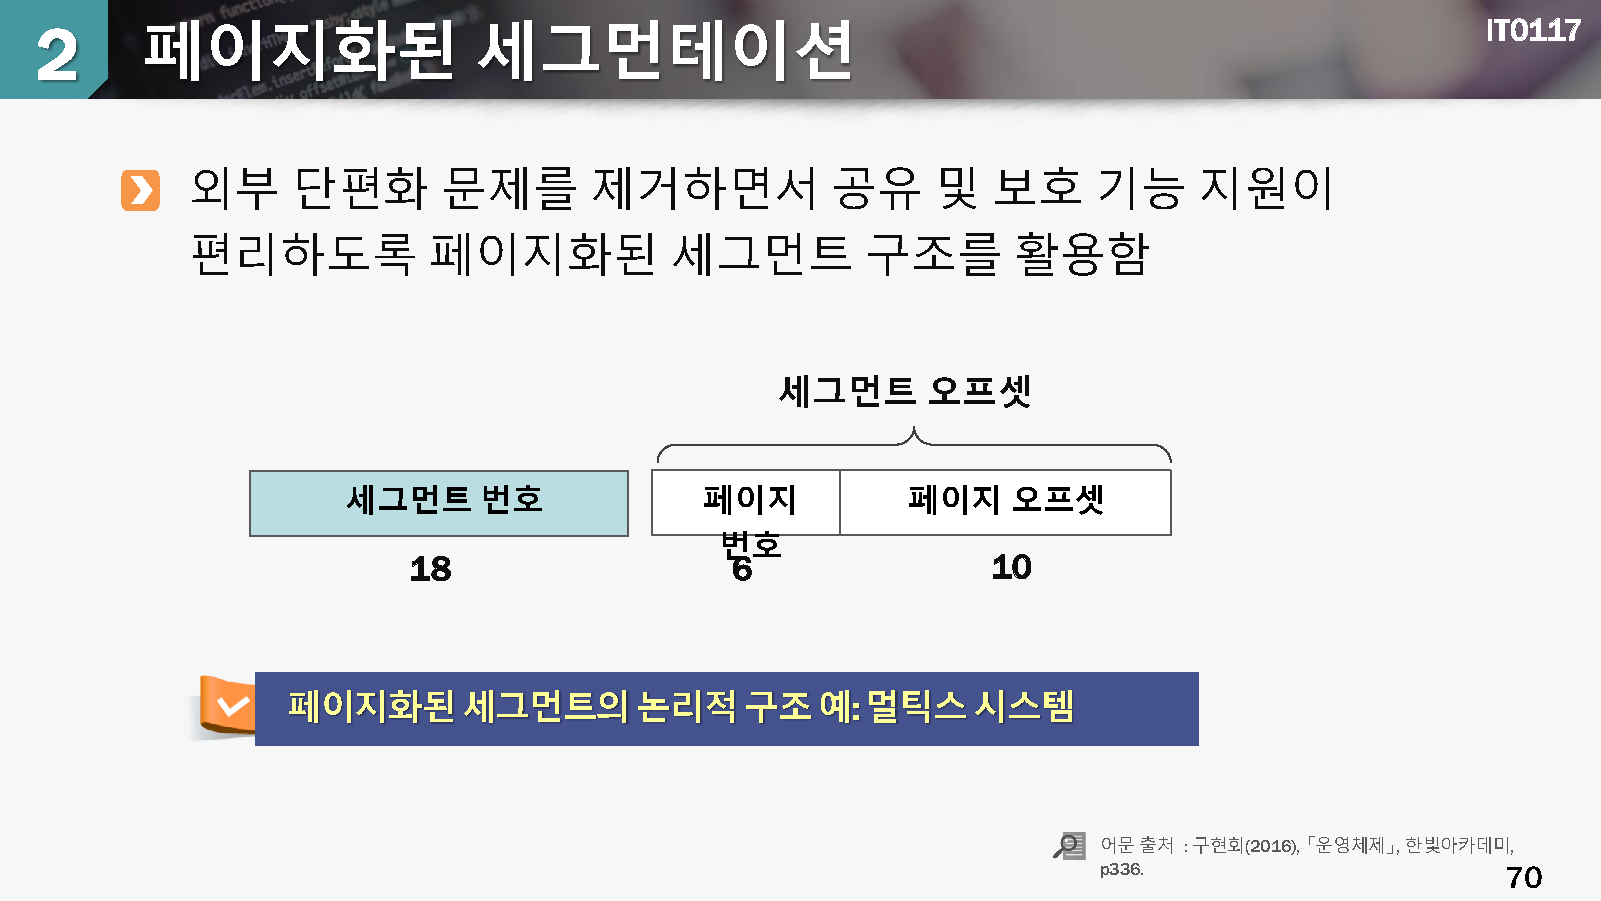 2
페이지화된 세그먼테이션
IT0117
외부 단편화 문제를 제거하면서 공유 및 보호 기능 지원이
편리하도록 페이지화된 세그먼트 구조를 활용함
세그먼트 오프셋
세그먼트 번호
페이지
번호
페이지 오프셋
18
6
10
페이지화된 세그먼트의 논리적 구조 예: 멀틱스 시스템
어문 출처 : 구현회(2016), 「운영체제」, 한빛아카데미,
p336.
70